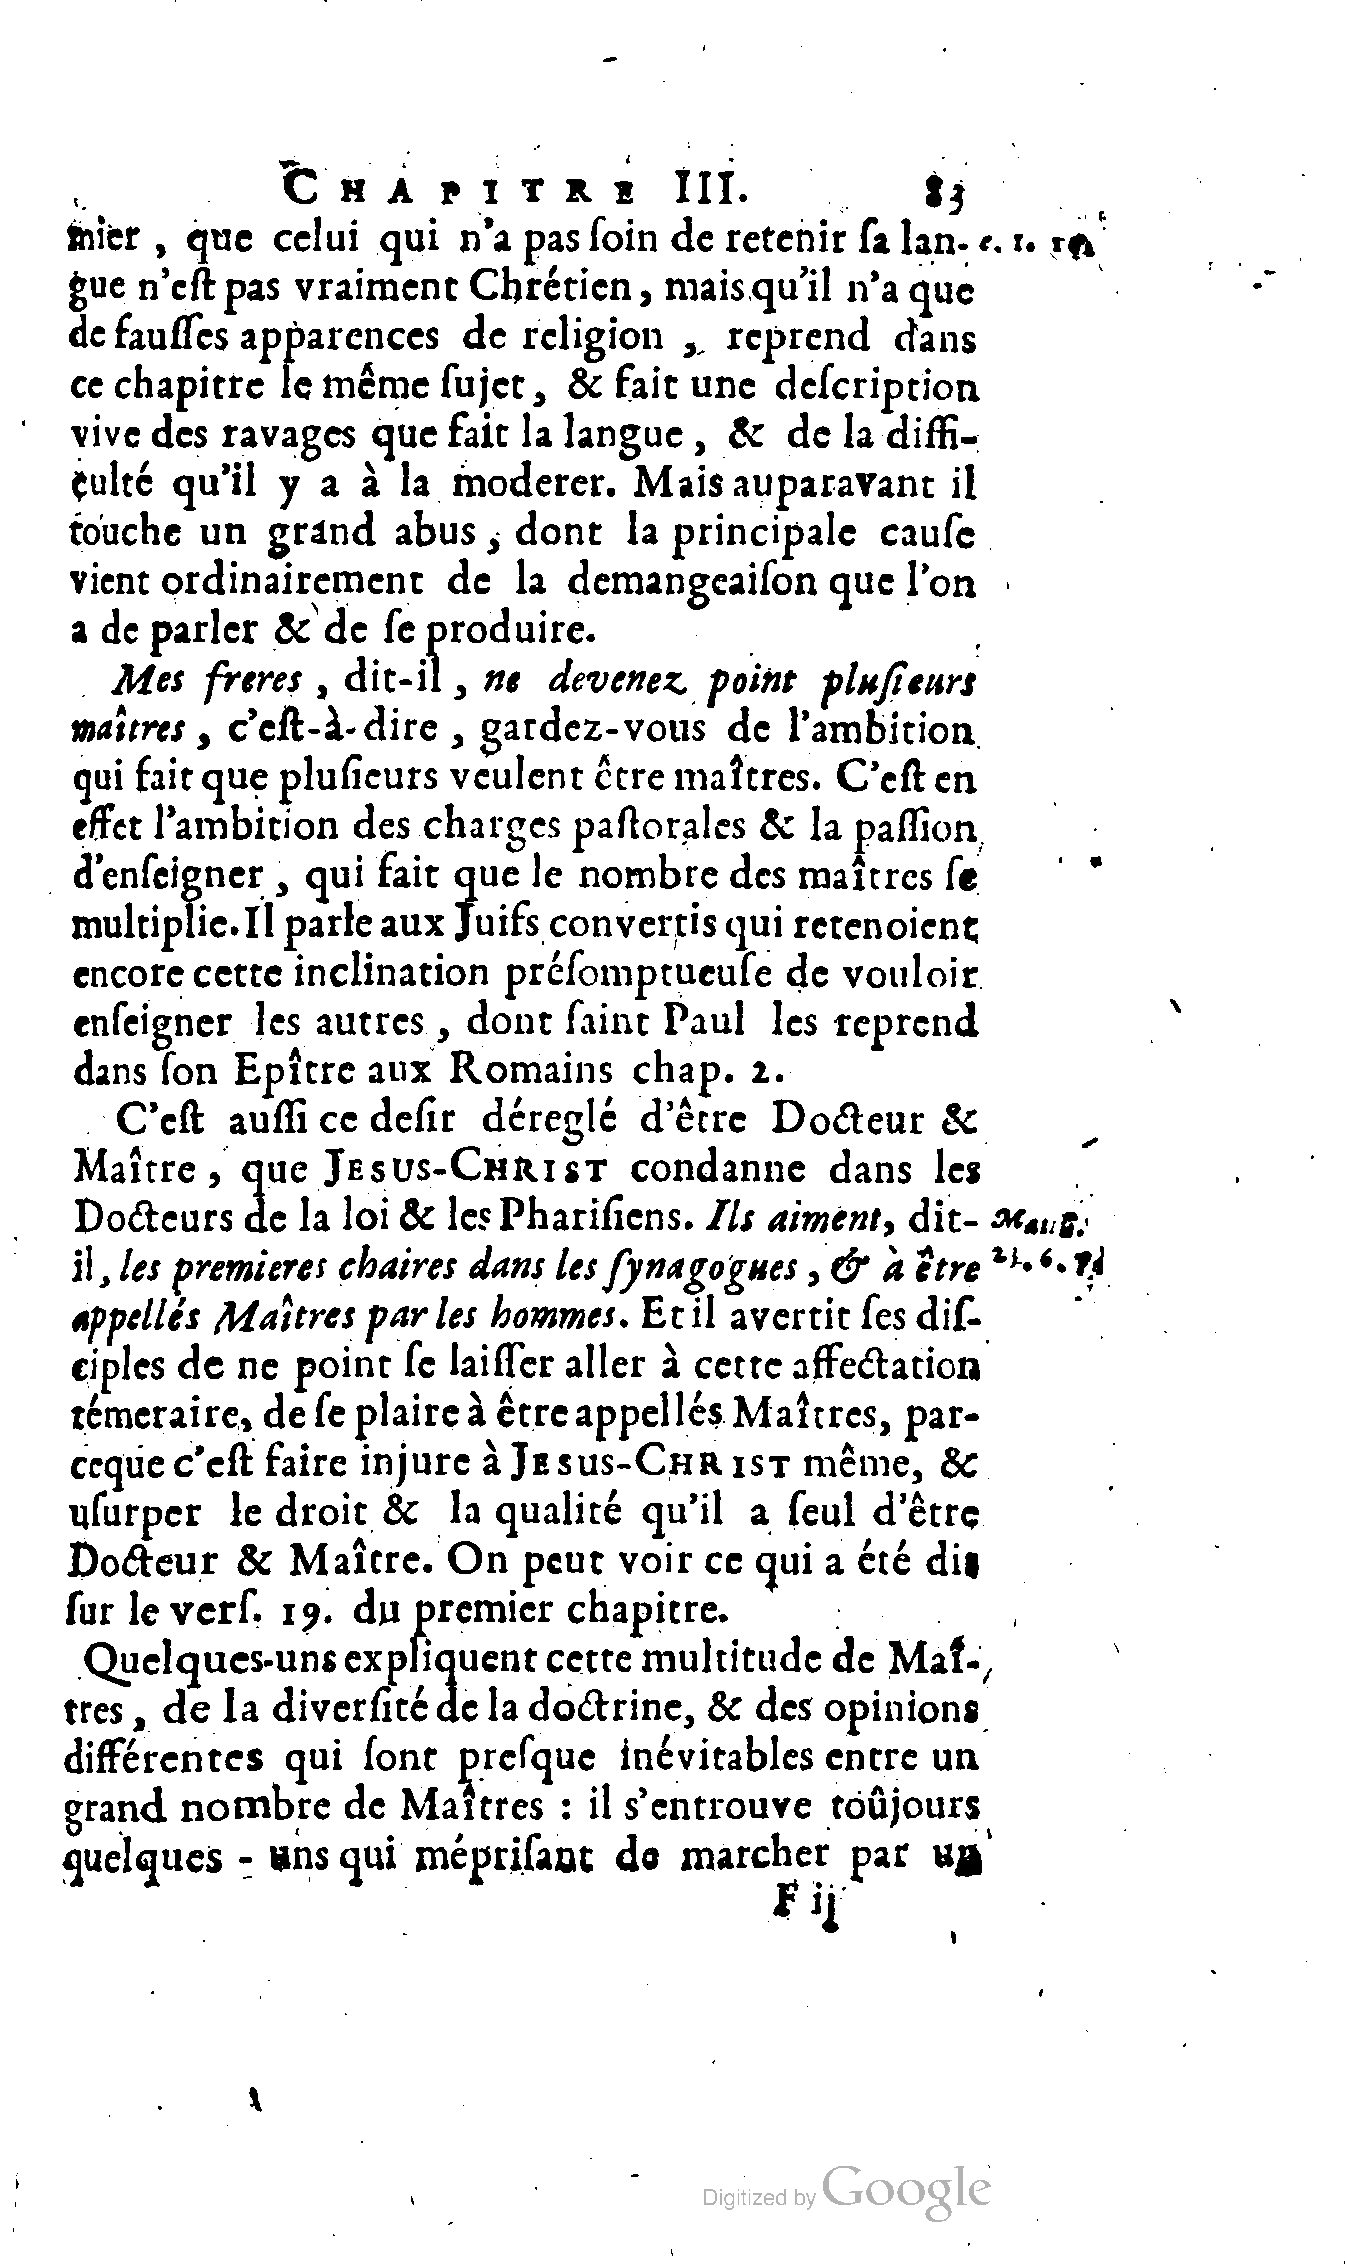 CHAPITRE III. 83
mier, que celui qui n'a pas ſoin de retenir ſa lan- c. 1.
gue n'eſt pas vraiment Chrétien, mais qu'il n'a que
de fauſſes apparences de religion, reprend dans
ce chapitre le même ſujet, & fait une deſcription
vive des ravages que fait la langue, & de la diffi-
culté qu'il y a à la moderer. Mais auparavant il
touche un grand abus, dont la principale cauſe
vient ordinairement de la demangeaiſon que l'on
a de parler & de ſe produire.
Mes freres, dit-il, ne devenez point pluſieurs
maîtres, c'eſt-à-dire, gardez-vous de l'ambition
qui fait que pluſieurs veulent être maîtres. C'eſt en
effet l'ambition des charges paſtorales & la paſſion
d'enſeigner, qui fait que le nombre des maîtres ſe
multiplie. Il parle aux Juifs convertis qui retenoient
encore cette inclination préſomptueuſe de vouloir
enſeigner les autres, dont ſaint Paul les reprend
dans ſon Epître aux Romains chap. 2.
C'eſt auſſi ce deſir déreglé d'être Docteur &
Maître, que JESUS-CHRIST condanne dans les
Docteurs de la loi & les Phariſiens. Ils aiment, dit- Matth.
il, les premieres chaires dans les ſynagogues, & à être 23. 6. 7.
appellés Maîtres par les hommes. Et il avertit ſes diſ-
ciples de ne point ſe laiſſer aller à cette affectation
témeraire, de ſe plaire à être appellés Maîtres, par-
ceque c'eſt faire injure à JESUS-CHRIST même, &
uſurper le droit & la qualité qu'il a ſeul d'être
Docteur & Maître. On peut voir ce qui a été dit
ſur le verſ. 19. du premier chapitre.
Quelques-uns expliquent cette multitude de Maî-
tres, de la diverſité de la doctrine, & des opinions
différentes qui ſont preſque inévitables entre un
grand nombre de Maîtres : il s'entrouve toûjours
quelques-uns qui mépriſant de marcher par un
F ij
Digitized by Google